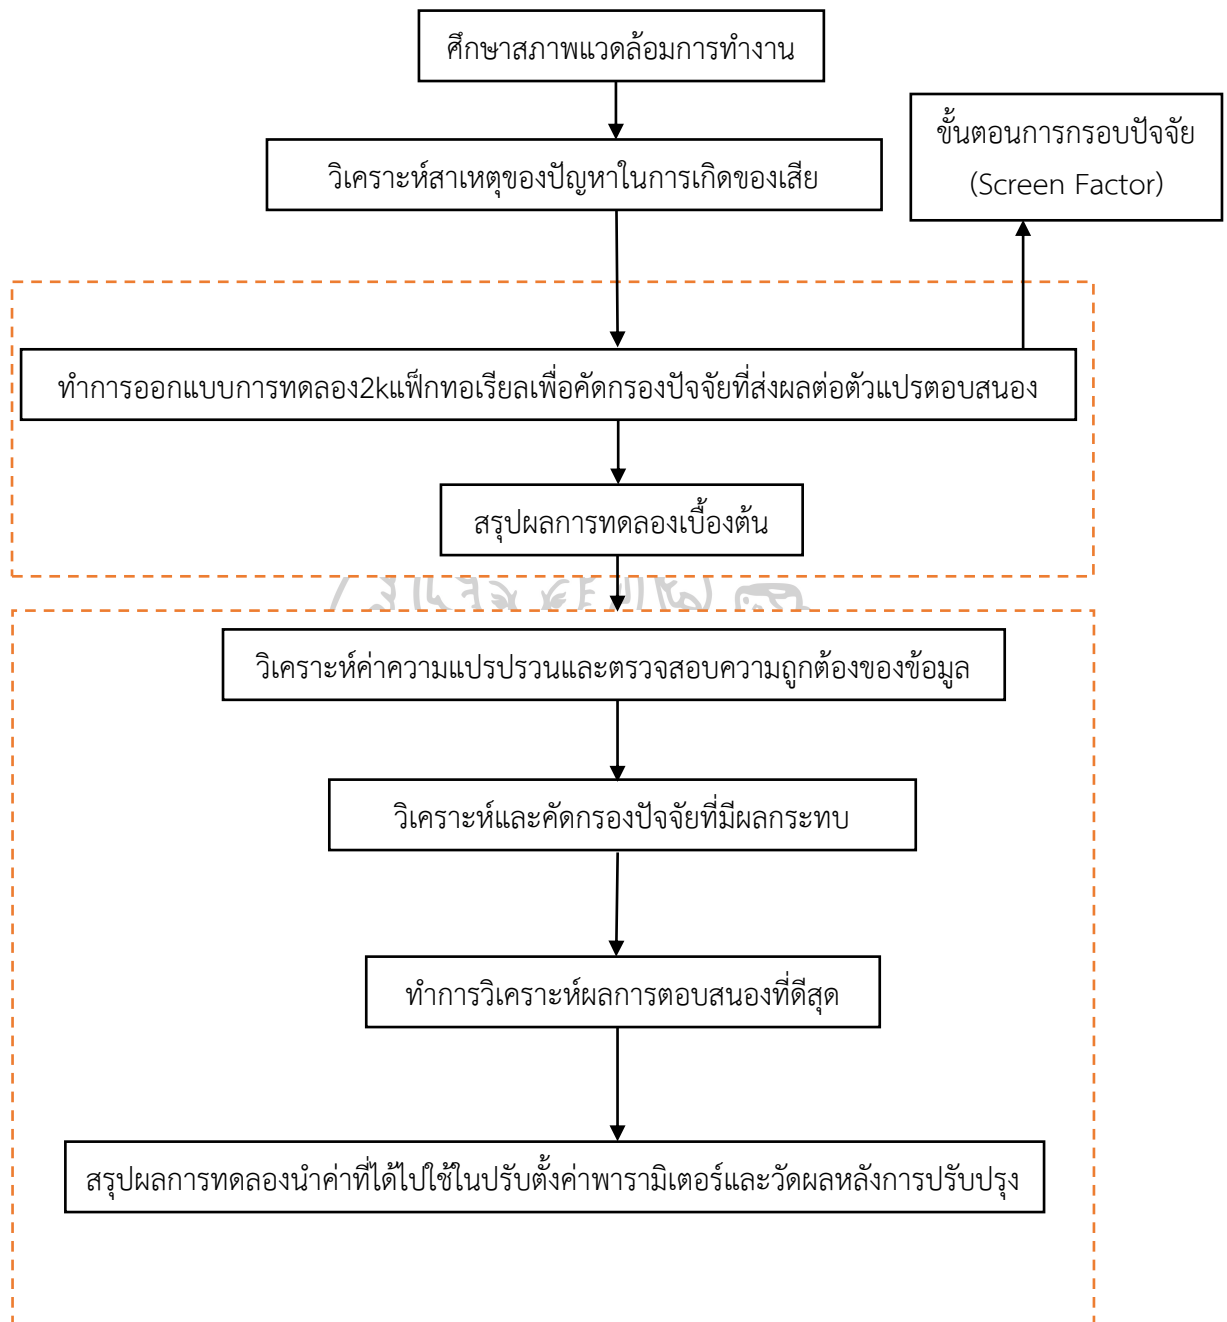 ศึกษาสภาพแวดล้อมการทำงาน
ขั้นตอนการกรอบปัจจัย
(Screen Factor)
วิเคราะห์สาเหตุของปัญหาในการเกิดของเสีย
ทำการออกแบบการทดลอง2kแฟ็กทอเรียลเพื่อคัดกรองปัจจัยที่ส่งผลต่อตัวแปรตอบสนอง
สรุปผลการทดลองเบื้องต้น
วิเคราะห์ค่าความแปรปรวนและตรวจสอบความถูกต้องของข้อมูล
วิเคราะห์และคัดกรองปัจจัยที่มีผลกระทบ
ทำการวิเคราะห์ผลการตอบสนองที่ดีสุด
สรุปผลการทดลองนำค่าที่ได้ไปใช้ในปรับตั้งค่าพารามิเตอร์และวัดผลหลังการปรับปรุง